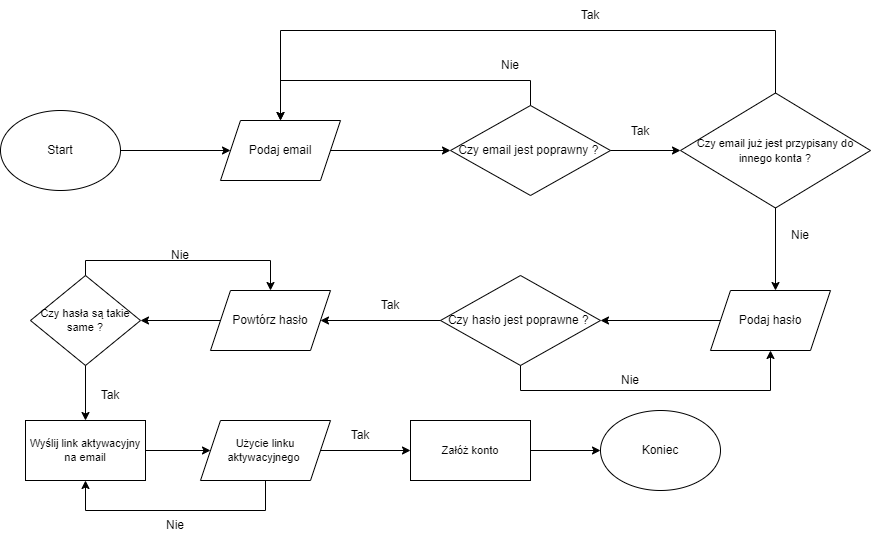 Tak
Nie
Start
Podaj email
Czy email jest poprawny ?
Tak
Czy email już jest przypisany do
innego konta ?
Nie
Nie
Czy hasła są takie
same ?
Powtórz hasło
Tak
Czy hasło jest poprawne ?
Podaj hasło
Nie
Tak
Wyślij link aktywacyjny
na email
Użycie linku
aktywacyjnego
Tak
Załóż konto
Koniec
Nie